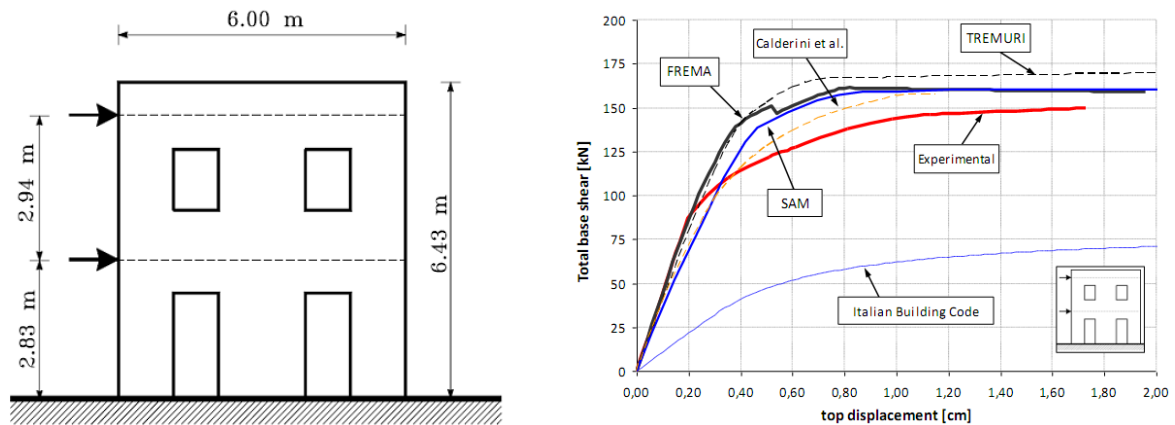 6.00 m
2.94 m
2.83 m
6.43 m
Total base shear [kN]
200
175
150
125
100
75
50
25
0
FREMA
Calderini et al.
TREMURI
Experimental
SAM
Italian Building Code
0,00 0,20 0,40 0,60 0,80 1,00 1,20 1,40 1,60 1,80 2,00
top displacement [cm]